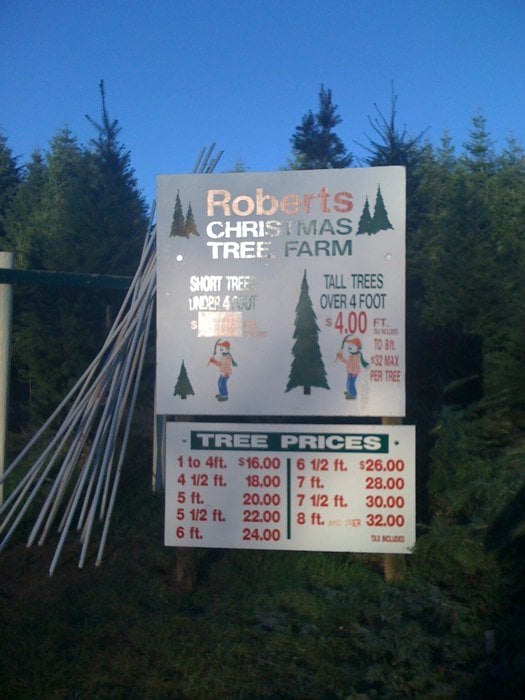 Roberts
CHRISTMAS
TREE FARM
SHORT TREES
UNDER 4 FOOT
$
TALL TREES
OVER 4 FOOT
$4.00 FT.
TAX INCLUDED
TO 8ft
$32 MAX
PER TREE
TREE PRICES
1 to 4ft. $16.00
4 1/2 ft. 18.00
5 ft. 20.00
5 1/2 ft. 22.00
6 ft. 24.00
6 1/2 ft. $26.00
7 ft. 28.00
7 1/2 ft. 30.00
8 ft. AND OVER 32.00
TAX INCLUDED